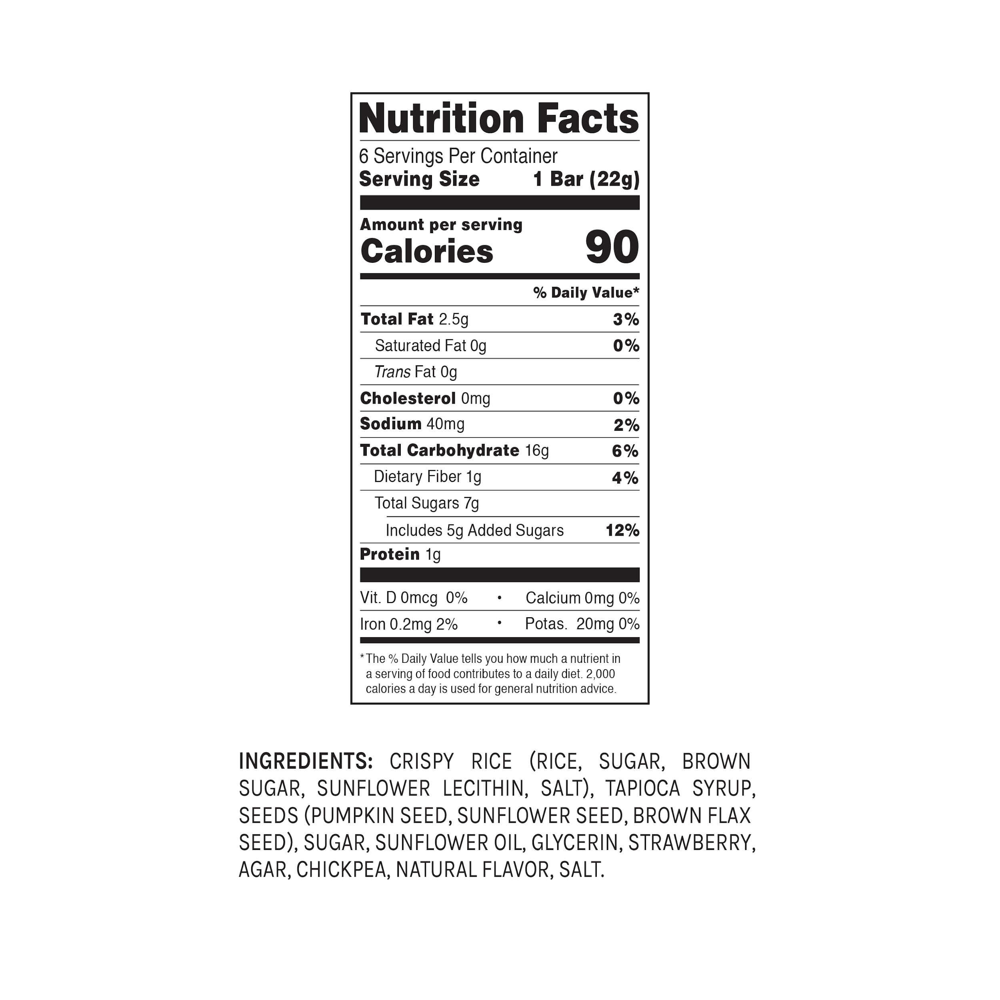 Nutrition Facts
6 Servings Per Container
Serving Size 1 Bar (22g)
Amount per serving
Calories 90
% Daily Value*
Total Fat 2.5g 3%
Saturated Fat 0g 0%
Trans Fat 0g
Cholesterol 0mg 0%
Sodium 40mg 2%
Total Carbohydrate 16g 6%
Dietary Fiber 1g 4%
Total Sugars 7g
Includes 5g Added Sugars 12%
Protein 1g
Vit. D 0mcg 0% • Calcium 0mg 0%
Iron 0.2mg 2% • Potas. 20mg 0%
*The % Daily Value tells you how much a nutrient in
a serving of food contributes to a daily diet. 2,000
calories a day is used for general nutrition advice.
INGREDIENTS: CRISPY RICE (RICE, SUGAR, BROWN
SUGAR, SUNFLOWER LECITHIN, SALT), TAPIOCA SYRUP,
SEEDS (PUMPKIN SEED, SUNFLOWER SEED, BROWN FLAX
SEED), SUGAR, SUNFLOWER OIL, GLYCERIN, STRAWBERRY,
AGAR, CHICKPEA, NATURAL FLAVOR, SALT.